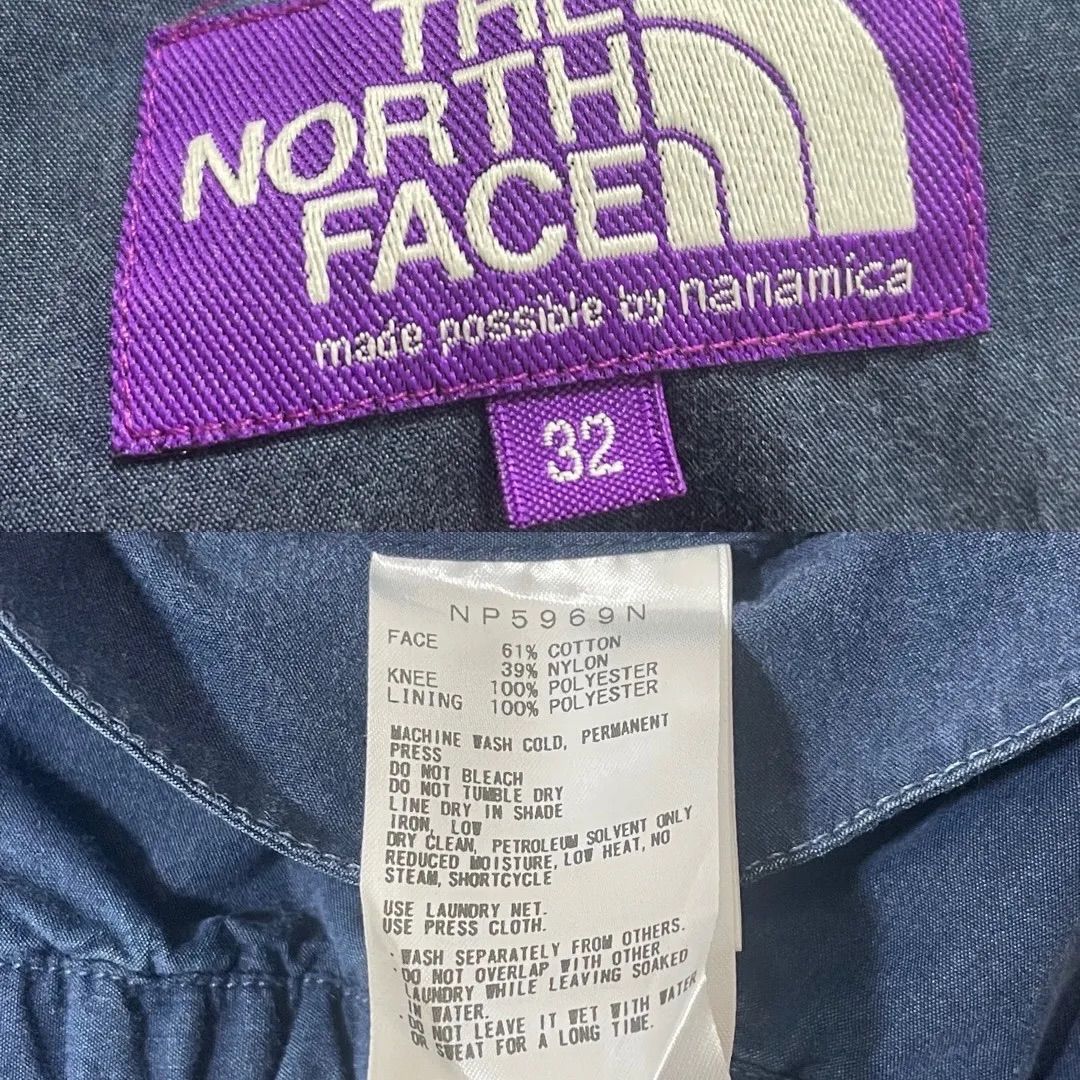 THE
NORTH
FACE
made possible by nanamica
32
NP5969N
FACE 61% COTTON
39% NYLON
KNEE 100% POLYESTER
LINING 100% POLYESTER
MACHINE WASH COLD, PERMANENT
PRESS
DO NOT BLEACH
DO NOT TUMBLE DRY
LINE DRY IN SHADE
IRON, LOW
DRY CLEAN, PETROLEUM SOLVENT ONLY
REDUCED MOISTURE, LOW HEAT, NO
STEAM, SHORTCYCLE
USE LAUNDRY NET.
USE PRESS CLOTH.
· WASH SEPARATELY FROM OTHERS.
· DO NOT OVERLAP WITH OTHER
LAUNDRY WHILE LEAVING SOAKED
IN WATER.
· DO NOT LEAVE IT WET WITH WATER
OR SWEAT FOR A LONG TIME.